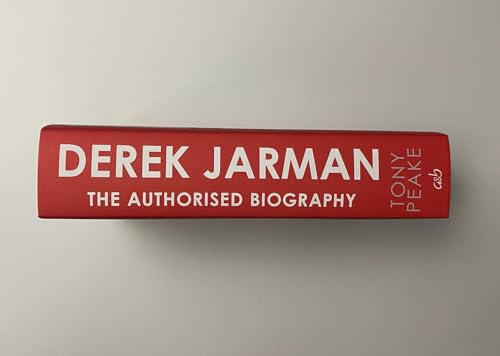 DEREK JARMAN
THE AUTHORISED BIOGRAPHY
TONY
PEAKE
a&b